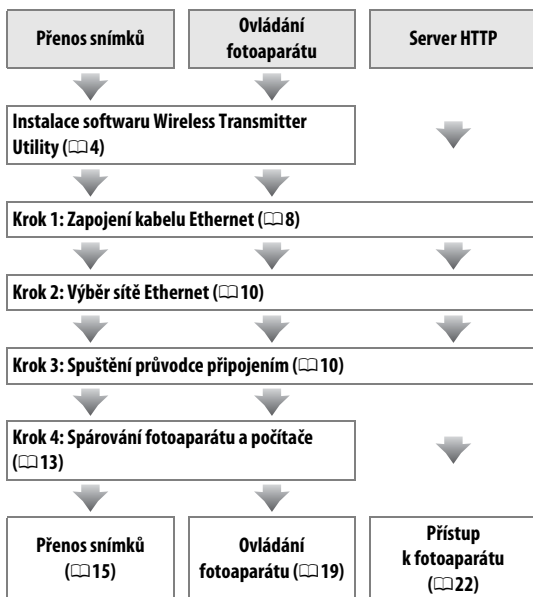 Přenos snímků
Ovládání
fotoaparátu
Server HTTP
Instalace softwaru Wireless Transmitter
Utility (📖4)
Krok 1: Zapojení kabelu Ethernet (📖8)
Krok 2: Výběr sítě Ethernet (📖10)
Krok 3: Spuštění průvodce připojením (📖10)
Krok 4: Spárování fotoaparátu a počítače
(📖13)
Přenos snímků
(📖15)
Ovládání
fotoaparátu (📖19)
Přístup
k fotoaparátu
(📖22)